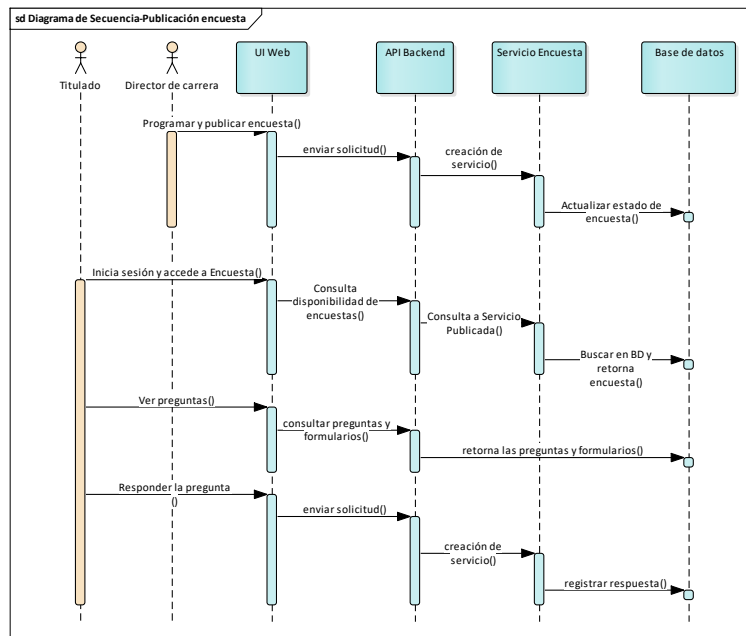 sd Diagrama de Secuencia-Publicación encuesta
Titulado
Director de carrera
UI Web
API Backend
Servicio Encuesta
Base de datos
Programar y publicar encuesta()
enviar solicitud()
creación de
servicio()
Actualizar estado de
encuesta()
Inicia sesión y accede a Encuesta()
Consulta
disponibilidad de
encuestas()
Consulta a Servicio
Publicada()
Buscar en BD y
retorna
encuesta()
Ver preguntas()
consultar preguntas y
formularios()
retorna las preguntas y formularios()
Responder la pregunta
()
enviar solicitud()
creación de
servicio()
registrar respuesta()